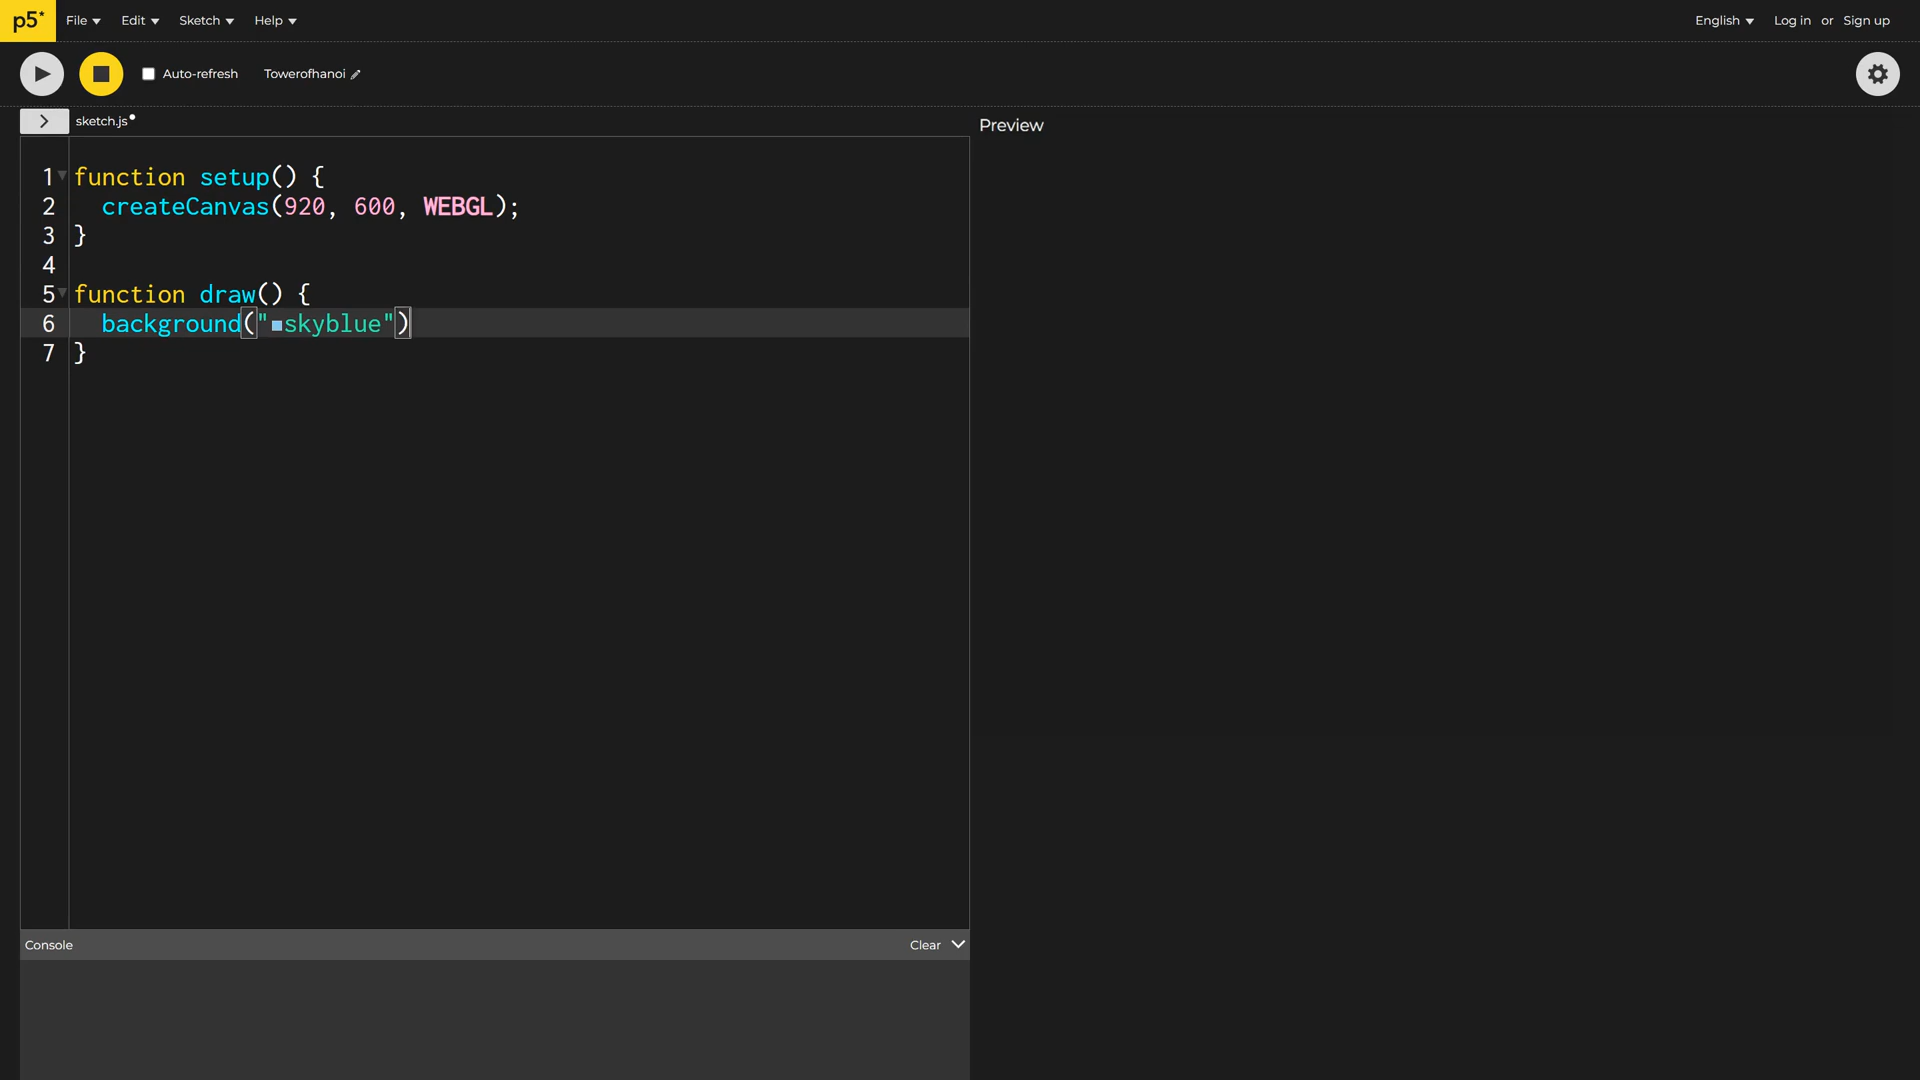 p5* File Edit Sketch Help English Log in or Sign up
Auto-refresh Towerofhanoi
sketch.js
Preview
1 function setup() {
2 createCanvas(920, 600, WEBGL);
3 }
4
5 function draw() {
6 background("skyblue")
7 }
Console Clear